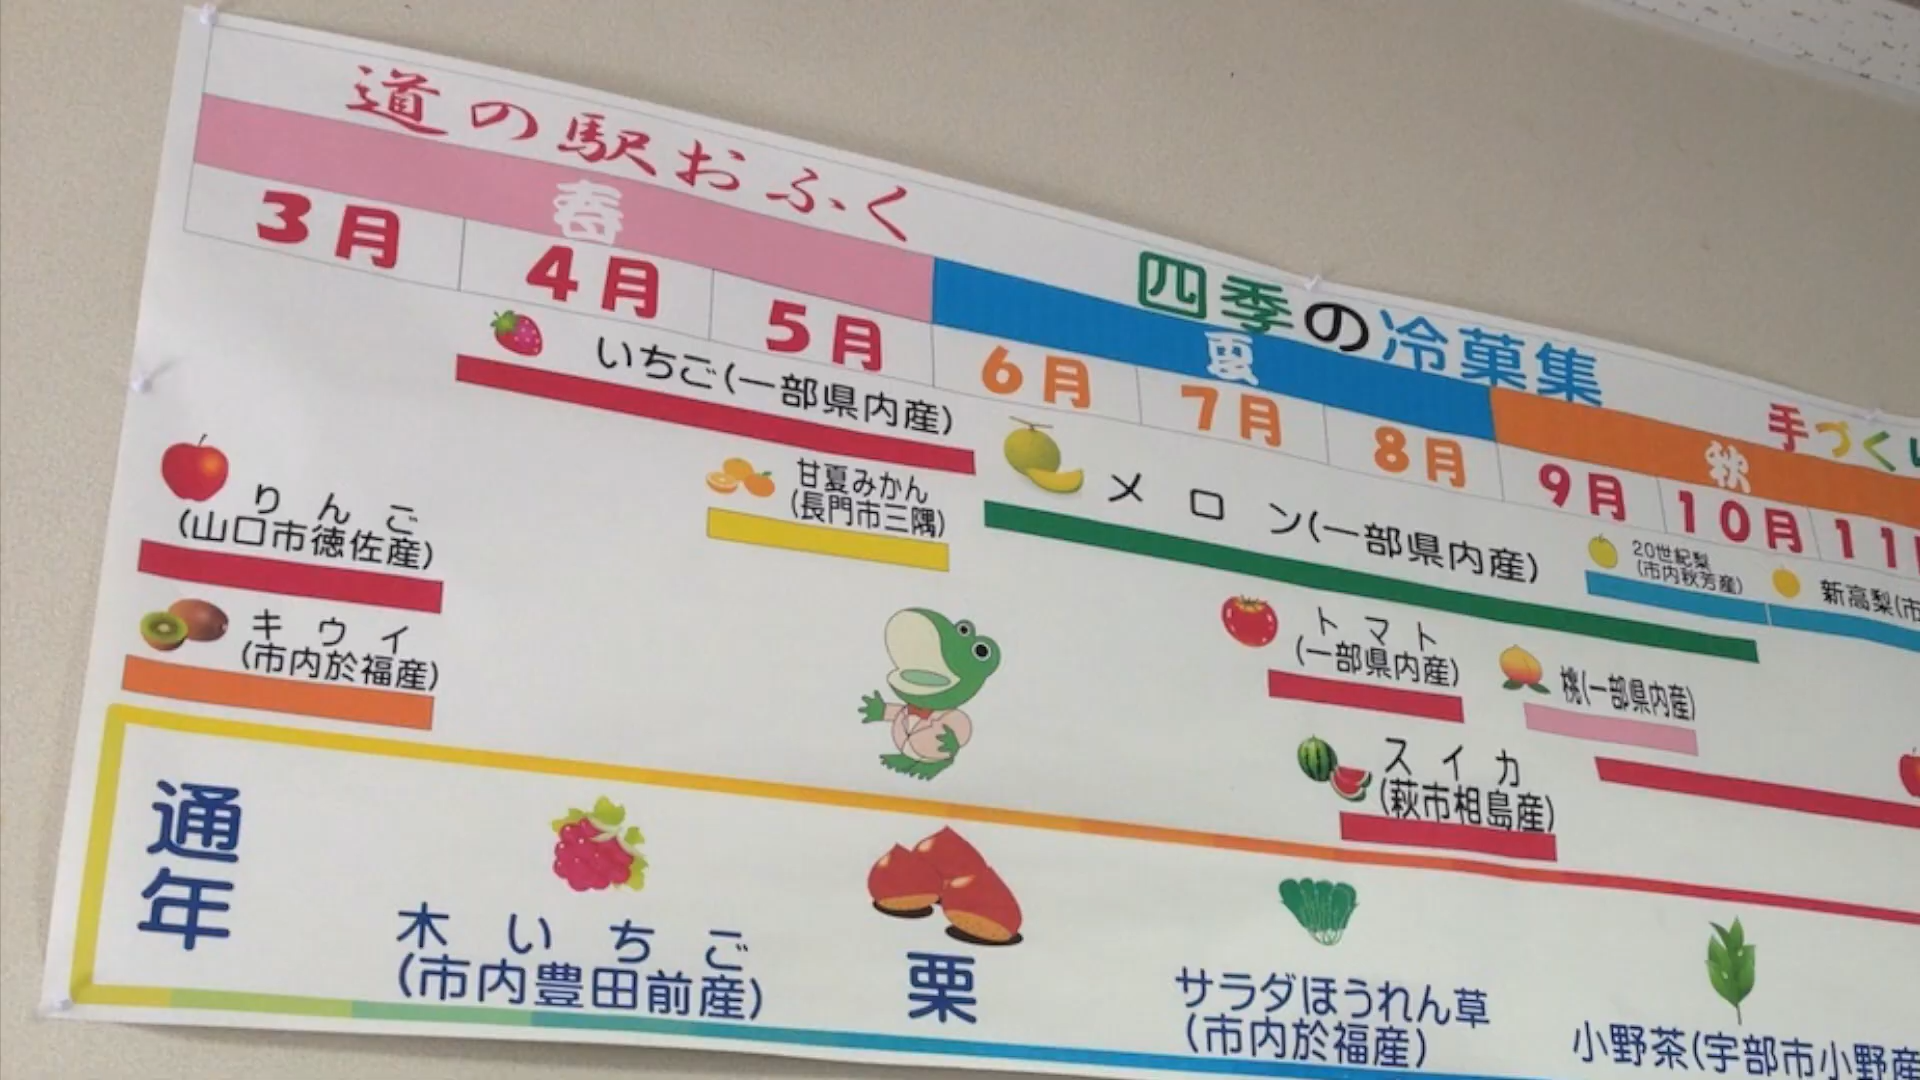 道の駅おふく
四季の冷菓集
手づく
春
夏
秋
3月
4月
5月
6月
7月
8月
9月
10月
11
いちご(一部県内産)
甘夏みかん
(長門市三隅)
メロン(一部県内産)
20世紀梨
(市内秋芳産)
新高梨(市
りんご
(山口市徳佐産)
キウイ
(市内於福産)
トマト
(一部県内産)
桃(一部県内産)
スイカ
(萩市相島産)
通年
木いちご
(市内豊田前産)
栗
サラダほうれん草
(市内於福産)
小野茶(宇部市小野産